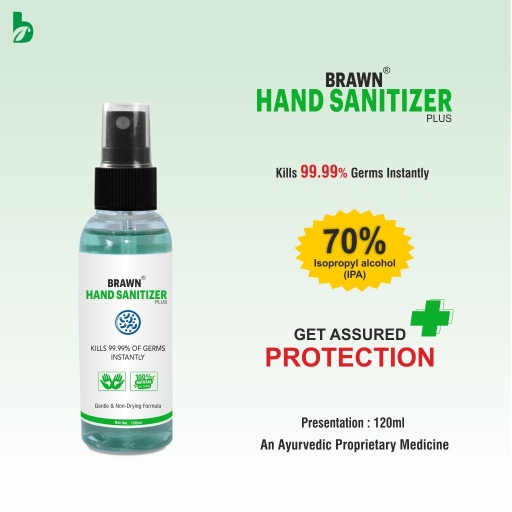 BRAWN®
HAND SANITIZER
PLUS
Kills 99.99% Germs Instantly
70%
Isopropyl alcohol
(IPA)
GET ASSURED
PROTECTION
Presentation : 120ml
An Ayurvedic Proprietary Medicine
BRAWN®
HAND SANITIZER
PLUS
KILLS 99.99% OF GERMS
INSTANTLY
100%
Gentle & Non-Drying Formula